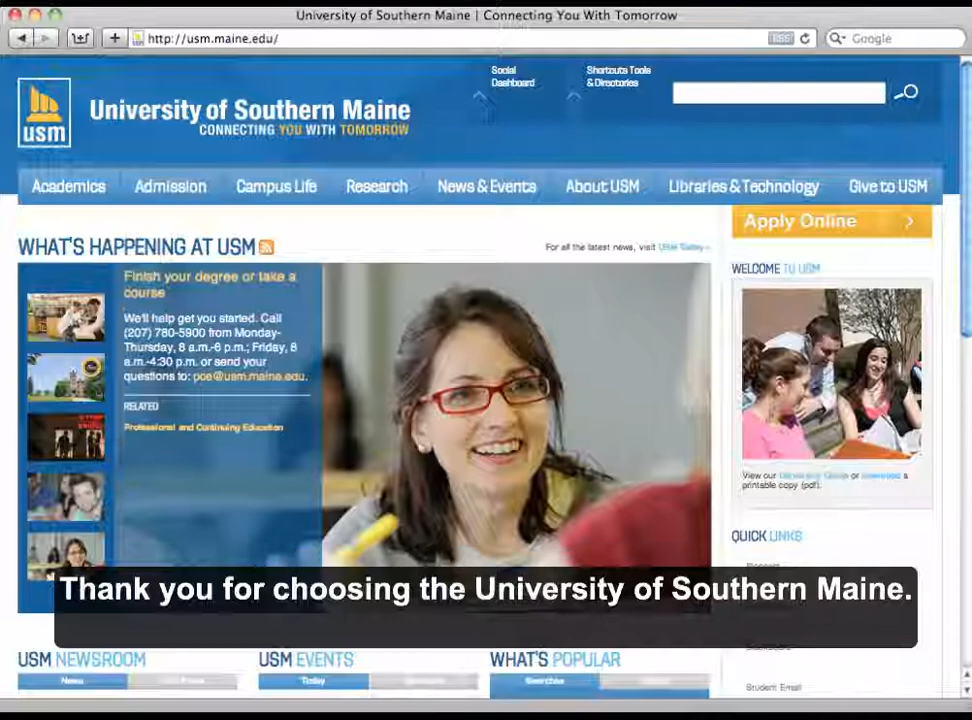 University of Southern Maine | Connecting You With Tomorrow
http://usm.maine.edu/
RSS
Google
Social
Dashboard
Shortcuts Tools
& Directories
usm
University of Southern Maine
CONNECTING YOU WITH TOMORROW
Academics Admission Campus Life Research News & Events About USM Libraries & Technology Give to USM
Apply Online
WHAT'S HAPPENING AT USM
For all the latest news, visit USM Today
WELCOME TO USM
Finish your degree or take a
course
We'll help get you started. Call
(207) 780-5900 from Monday-
Thursday, 8 a.m.-6 p.m.; Friday, 8
a.m.-4:30 p.m. or send your
questions to: pce@usm.maine.edu.
RELATED
Professional and Continuing Education
View our or download a
printable copy (pdf).
QUICK LINKS
Thank you for choosing the University of Southern Maine.
USM NEWSROOM
USM EVENTS
WHAT'S POPULAR
News
Today
Searches
Student Email